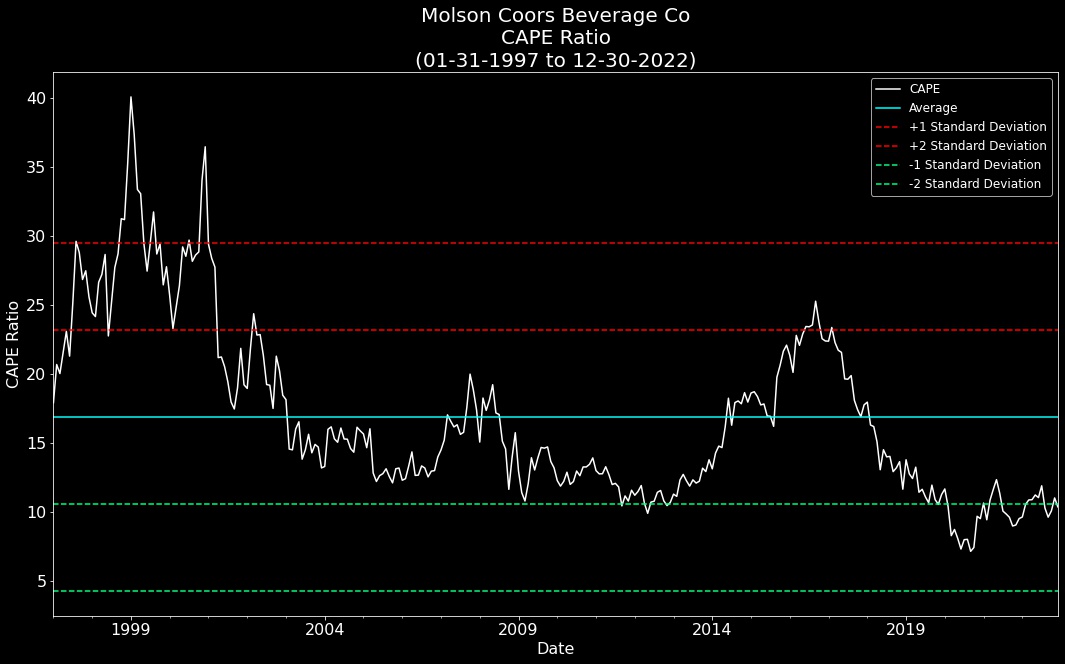 Molson Coors Beverage Co
CAPE Ratio
(01-31-1997 to 12-30-2022)
CAPE
Average
+1 Standard Deviation
+2 Standard Deviation
-1 Standard Deviation
-2 Standard Deviation
CAPE Ratio
40
35
30
25
20
15
10
5
1999
2004
2009
2014
2019
Date